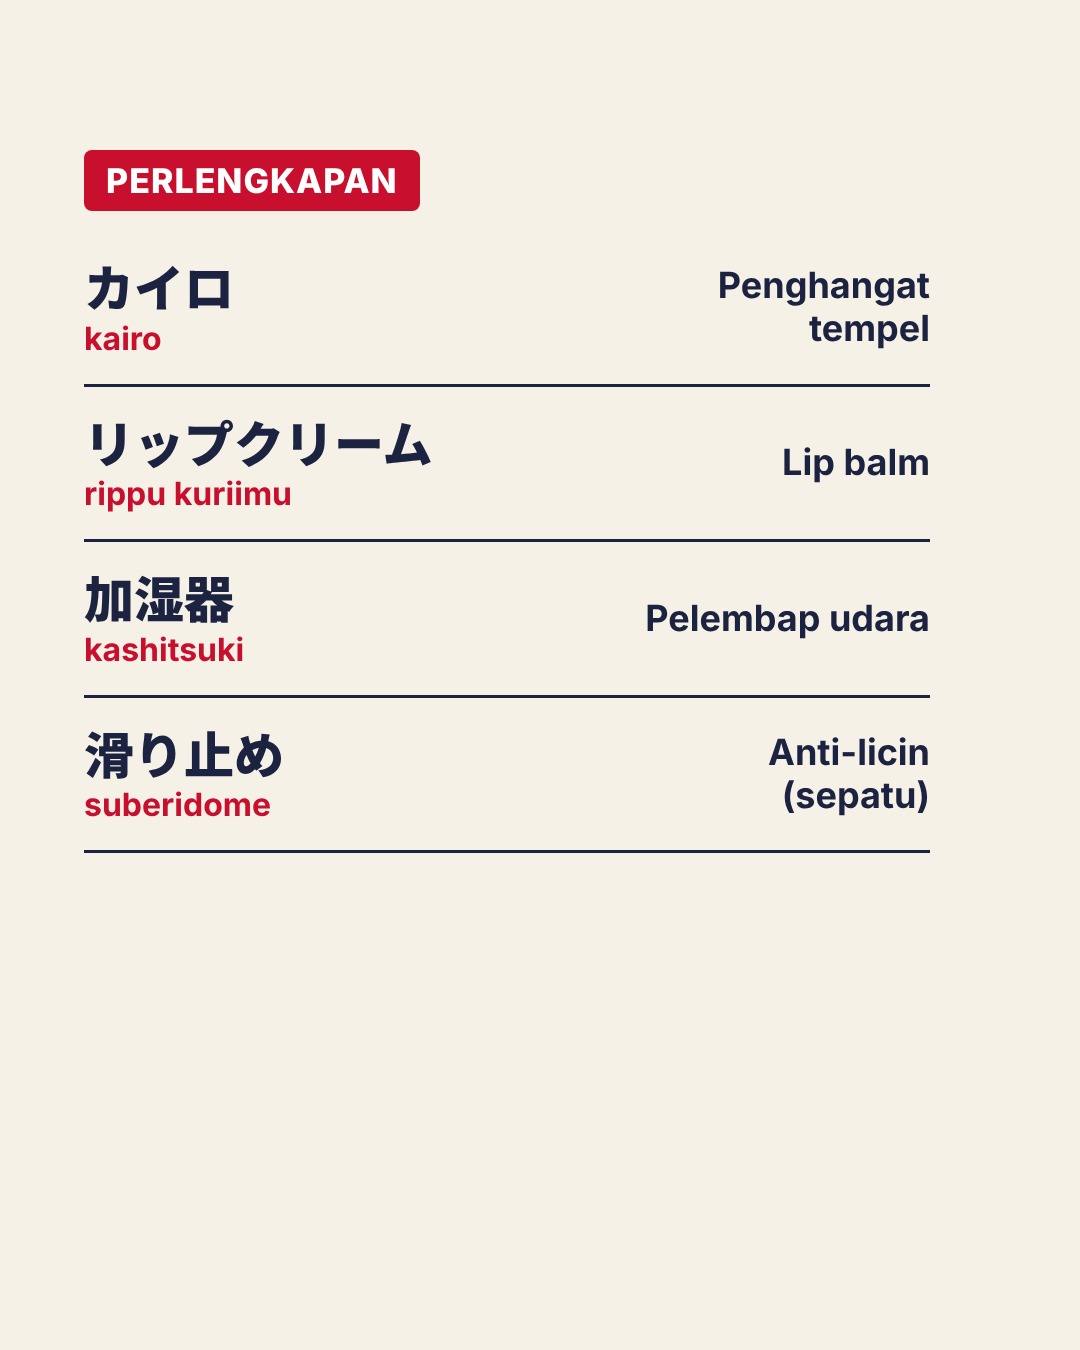 PERLENGKAPAN
カイロ
kairo
Penghangat
tempel
リップクリーム
rippu kuriimu
Lip balm
加湿器
kashitsuki
Pelembap udara
滑り止め
suberidome
Anti-licin
(sepatu)